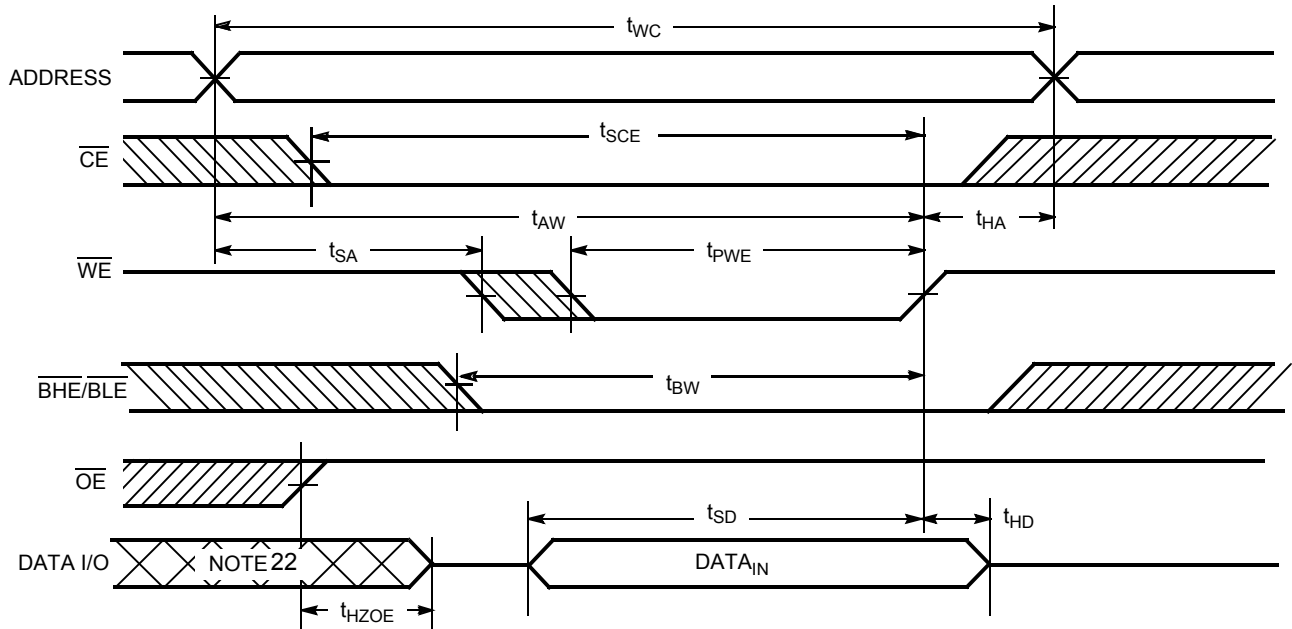 tWC
ADDRESS
tSCE
CE
tAW
tHA
tSA
tPWE
WE
BHE/BLE
tBW
OE
tSD
tHD
DATA I/O
NOTE 22
DATAIN
tHZOE